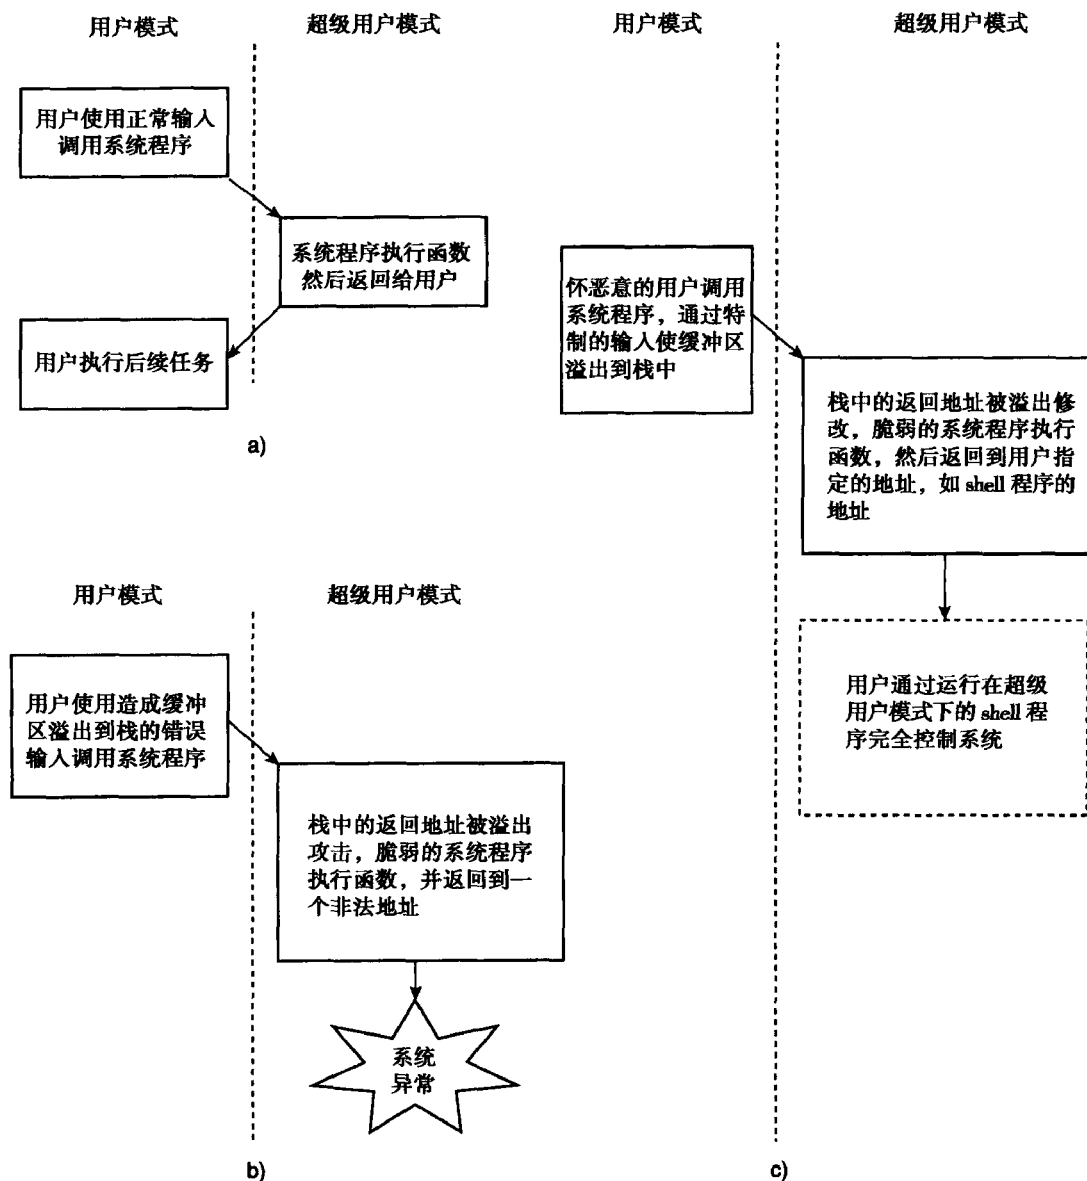 用户模式
超级用户模式
用户使用正常输入
调用系统程序
系统程序执行函数
然后返回给用户
用户执行后续任务
a)
用户模式
超级用户模式
用户使用造成缓冲
区溢出到栈的错误
输入调用系统程序
栈中的返回地址被溢出
攻击，脆弱的系统程序
执行函数，并返回到一
个非法地址
系统
异常
b)
用户模式
超级用户模式
怀恶意的用户调用
系统程序，通过特
制的输入使缓冲区
溢出到栈中
栈中的返回地址被溢出修
改，脆弱的系统程序执行
函数，然后返回到用户指
定的地址，如 shell 程序的
地址
用户通过运行在超级
用户模式下的 shell 程
序完全控制系统
c)